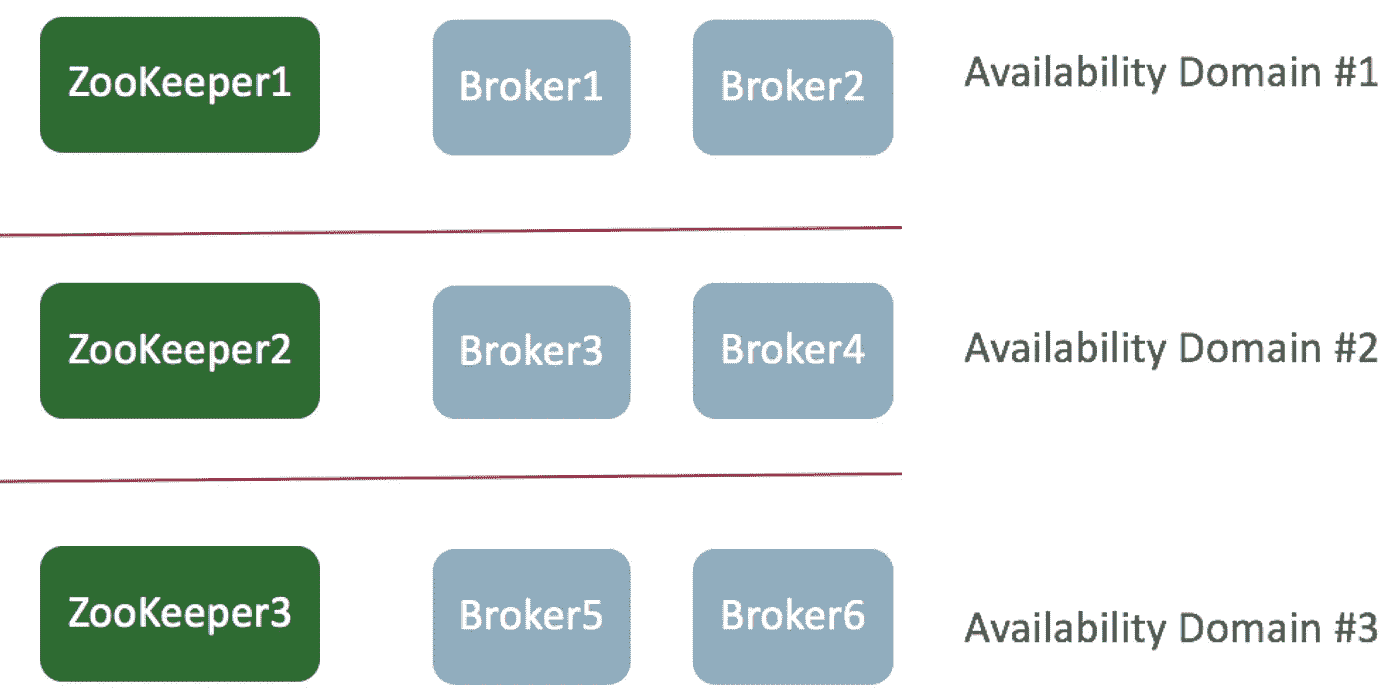 ZooKeeper1 Broker1 Broker2 Availability Domain #1
ZooKeeper2 Broker3 Broker4 Availability Domain #2
ZooKeeper3 Broker5 Broker6 Availability Domain #3